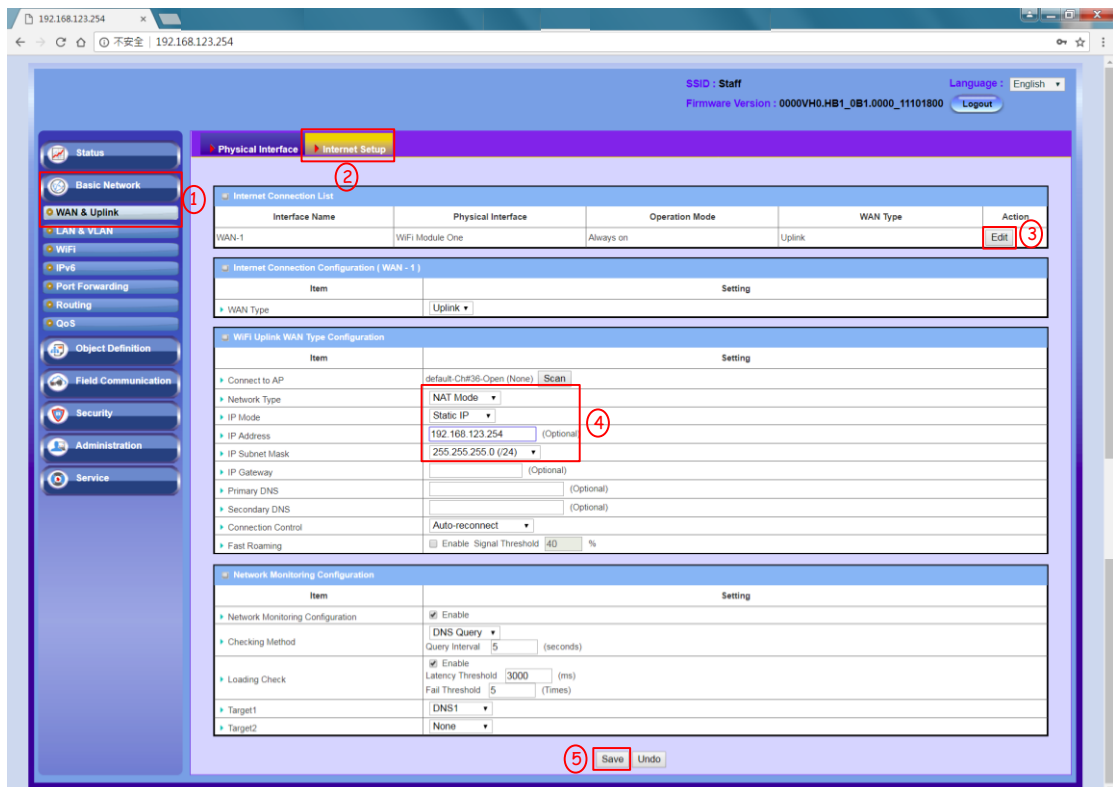 192.168.123.254
不安全 | 192.168.123.254
SSID : Staff
Language : English
Firmware Version : 0000VH0.HB1_0B1.0000_11101800 Logout
Status
Basic Network
WAN & Uplink
LAN & VLAN
WiFi
IPv6
Port Forwarding
Routing
QoS
Object Definition
Field Communication
Security
Administration
Service
1
Physical Interface
Internet Setup
2
Internet Connection List
Interface Name Physical Interface Operation Mode WAN Type Action
WAN-1 WiFi Module One Always on Uplink Edit
3
Internet Connection Configuration ( WAN - 1 )
Item Setting
WAN Type Uplink
WiFi Uplink WAN Type Configuration
Item Setting
Connect to AP default-Ch#36-Open (None) Scan
Network Type NAT Mode
IP Mode Static IP
4
IP Address 192.168.123.254 (Optional)
IP Subnet Mask 255.255.255.0 (/24)
IP Gateway (Optional)
Primary DNS (Optional)
Secondary DNS (Optional)
Connection Control Auto-reconnect
Fast Roaming Enable Signal Threshold 40 %
Network Monitoring Configuration
Item Setting
Network Monitoring Configuration Enable
Checking Method DNS Query
Query Interval 5 (seconds)
Loading Check Enable
Latency Threshold 3000 (ms)
Fail Threshold 5 (Times)
Target1 DNS1
Target2 None
5
Save Undo